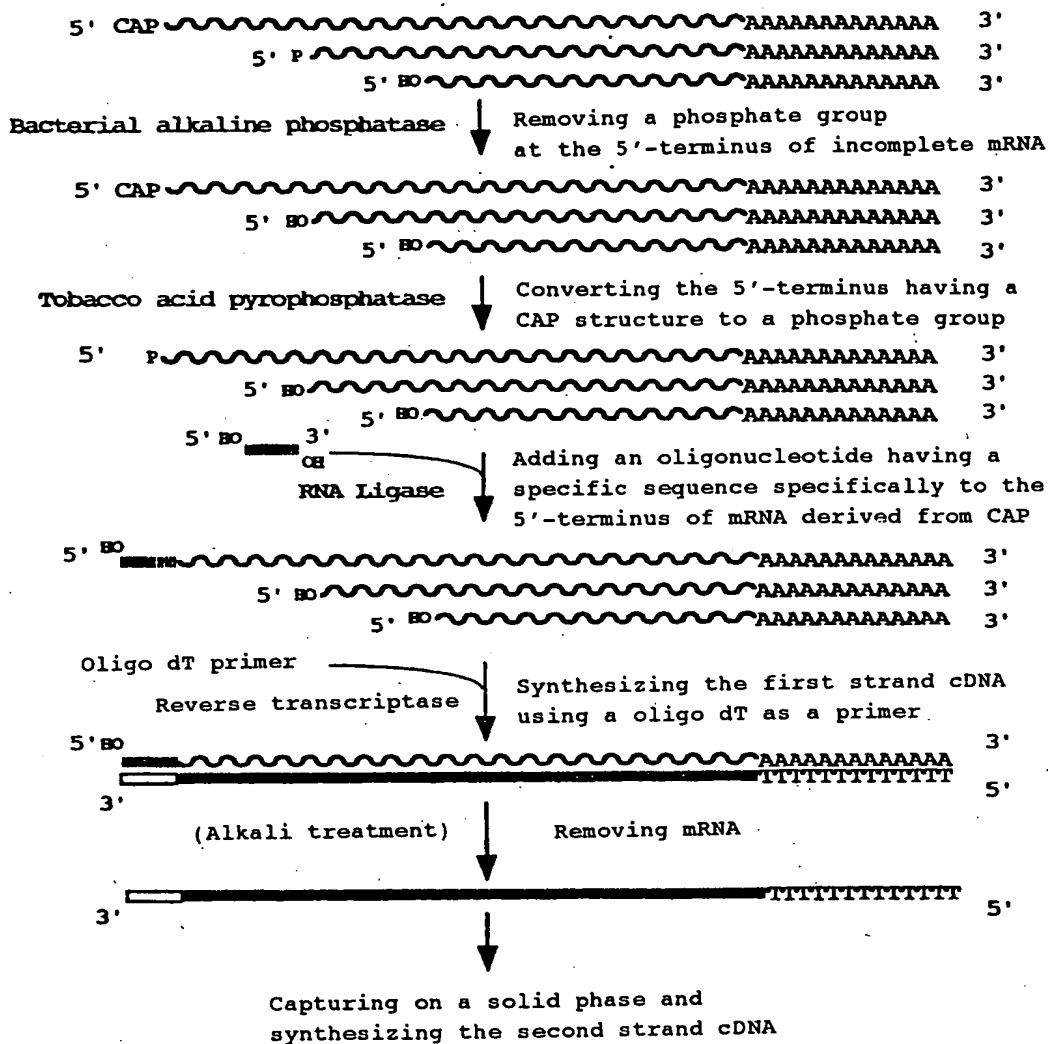 5' CAP AAAAAAAAAAAAA 3'
5' P AAAAAAAAAAAAA 3'
5' HO AAAAAAAAAAAAA 3'
Bacterial alkaline phosphatase Removing a phosphate group
at the 5'-terminus of incomplete mRNA
5' CAP AAAAAAAAAAAAA 3'
5' HO AAAAAAAAAAAAA 3'
5' HO AAAAAAAAAAAAA 3'
Tobacco acid pyrophosphatase Converting the 5'-terminus having a
CAP structure to a phosphate group
5' P AAAAAAAAAAAAA 3'
5' HO AAAAAAAAAAAAA 3'
5' HO AAAAAAAAAAAAA 3'
5' HO 3'
OH
RNA Ligase
Adding an oligonucleotide having a
specific sequence specifically to the
5'-terminus of mRNA derived from CAP
5' HO AAAAAAAAAAAAA 3'
5' HO AAAAAAAAAAAAA 3'
5' HO AAAAAAAAAAAAA 3'
Oligo dT primer
Reverse transcriptase
Synthesizing the first strand cDNA
using a oligo dT as a primer
5' HO AAAAAAAAAAAAA 3'
3' TTTTTTTTTTTTT 5'
(Alkali treatment) Removing mRNA
3' TTTTTTTTTTTTT 5'
Capturing on a solid phase and
synthesizing the second strand cDNA